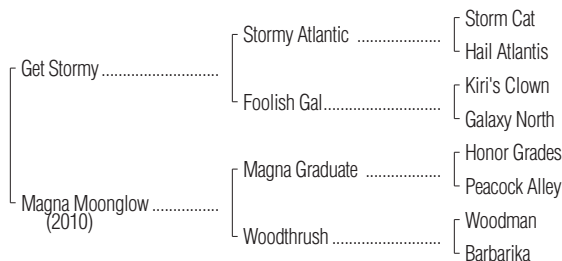 Storm Cat
Stormy Atlantic ....................
Hail Atlantis
Get Stormy ............................
Kiri's Clown
Foolish Gal............................
Galaxy North
Honor Grades
Magna Graduate ..................
Peacock Alley
Magna Moonglow ................
(2010)
Woodman
Woodthrush ..........................
Barbarika